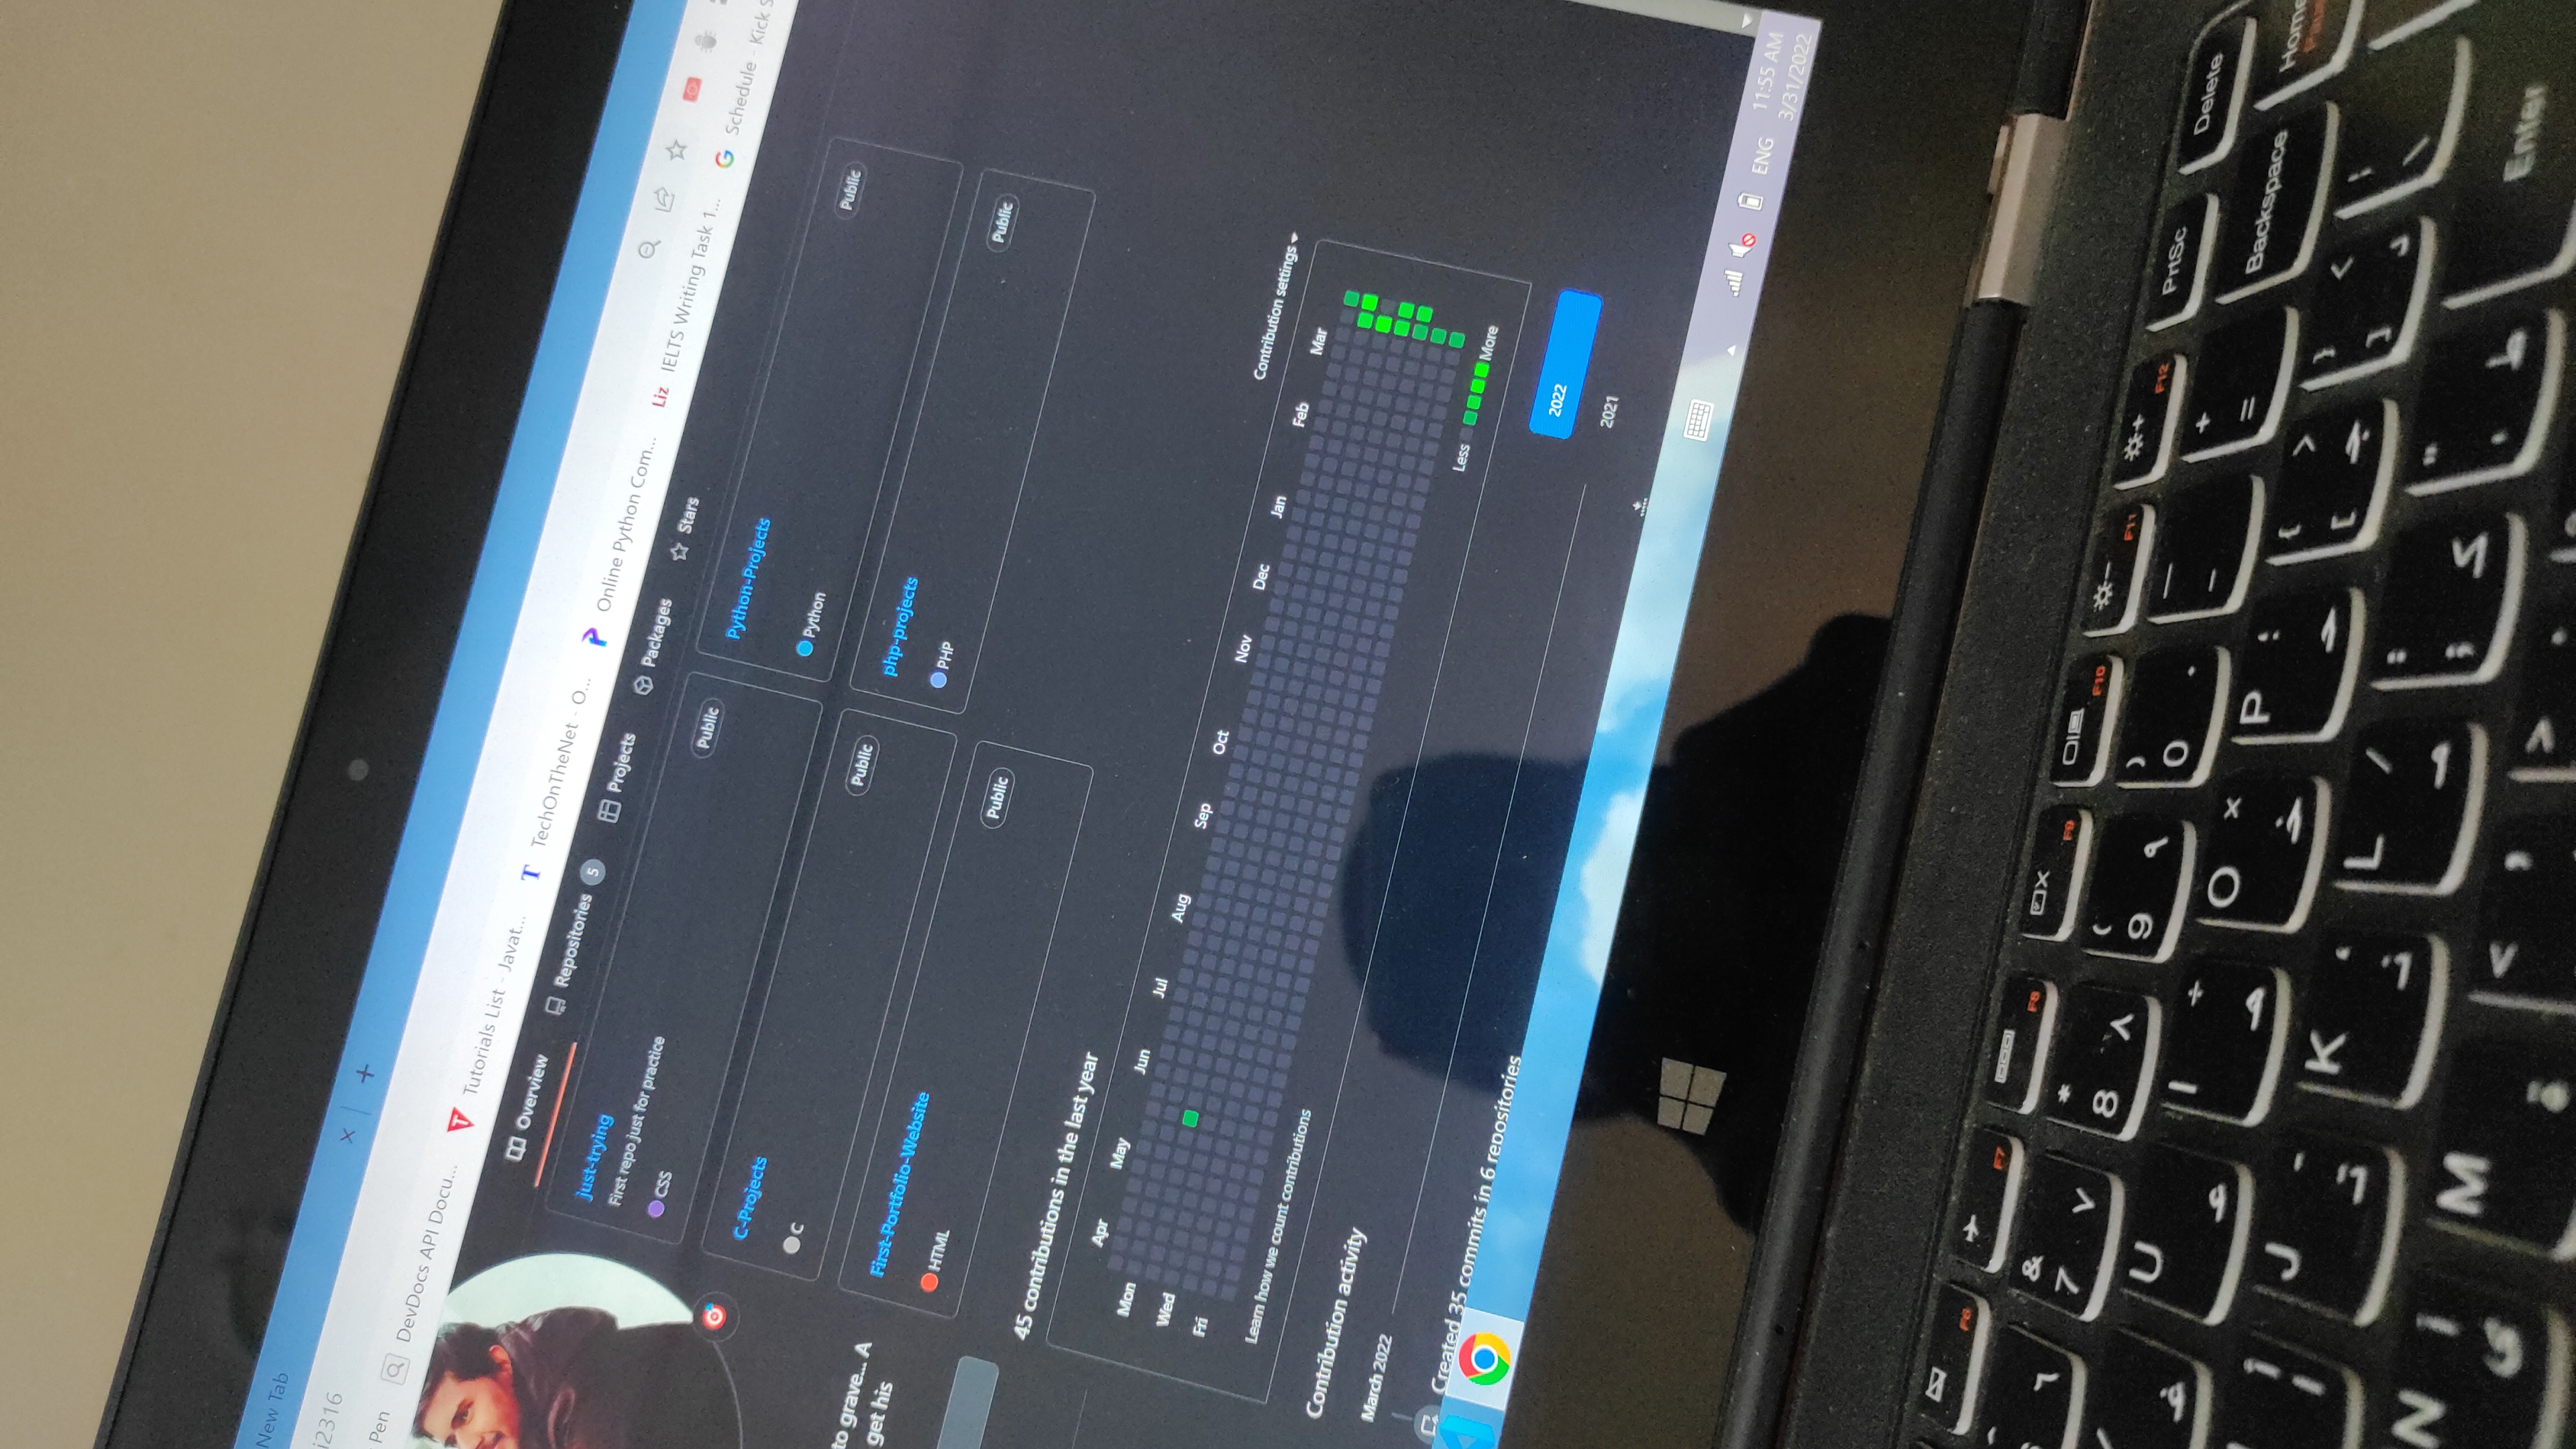 New Tab
i2316
Pen
DevDocs API Docu...
Tutorials List - Javat...
TechOnTheNet - O...
Online Python Com...
Liz IELTS Writing Task 1...
Schedule - Kick S
Overview
Repositories 5
Projects
Packages
Stars
just-trying
Public
First repo just for practice
CSS
Python-Projects
Public
Python
C-Projects
Public
C
php-projects
Public
PHP
First-Portfolio-Website
Public
HTML
to grave... A
get his
45 contributions in the last year
Contribution settings
Apr May Jun Jul Aug Sep Oct Nov Dec Jan Feb Mar
Mon
Wed
Fri
Learn how we count contributions
Less More
Contribution activity
2022
2021
March 2022
Created 35 commits in 6 repositories
ENG
11:55 AM
3/31/2022
F6 F7 F8 F9 F10 F11 F12 PrtSc Delete
٦ & 7 ٧ * 8 ٨ ( 9 ٩ ) 0 ٠ — - + = Backspace Home
غ U ع I ÷ ه O × خ P ؛ ح { [ > ج } ] < د | \
أ ا J ـ ت K ، ن L / م : ; ك " ' ط Enter
N آ ى M ة < , >